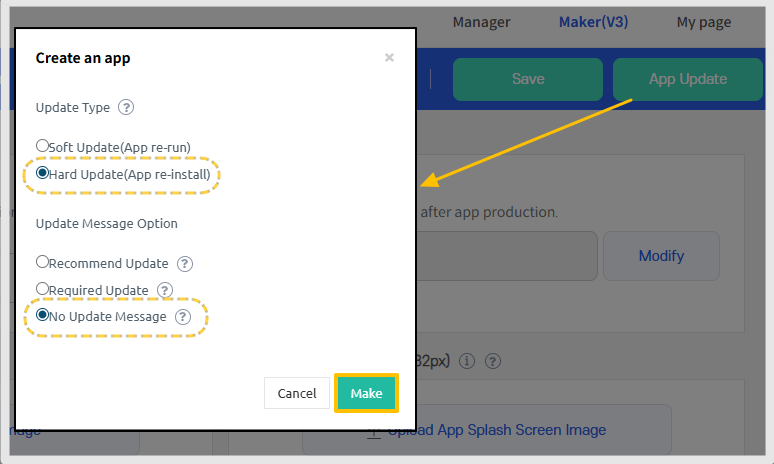 Manager
Maker(V3)
My page
Save
App Update
Create an app
×
Update Type ?
Soft Update(App re-run)
Hard Update(App re-install)
Update Message Option
Recommend Update ?
Required Update ?
No Update Message ?
Cancel
Make
after app production.
Modify
32px) i ?
Upload App Splash Screen Image